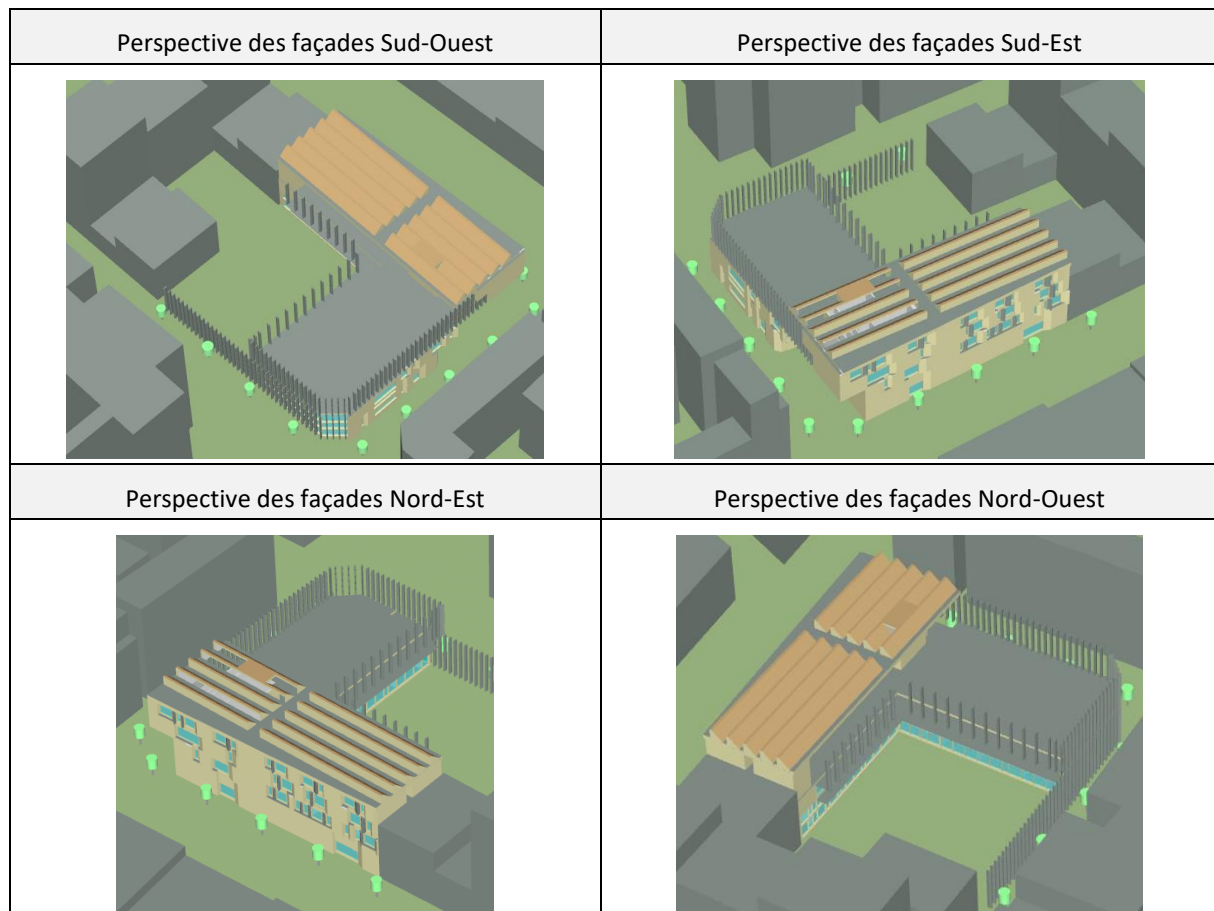 Perspective des façades Sud-Ouest
Perspective des façades Sud-Est
Perspective des façades Nord-Est
Perspective des façades Nord-Ouest